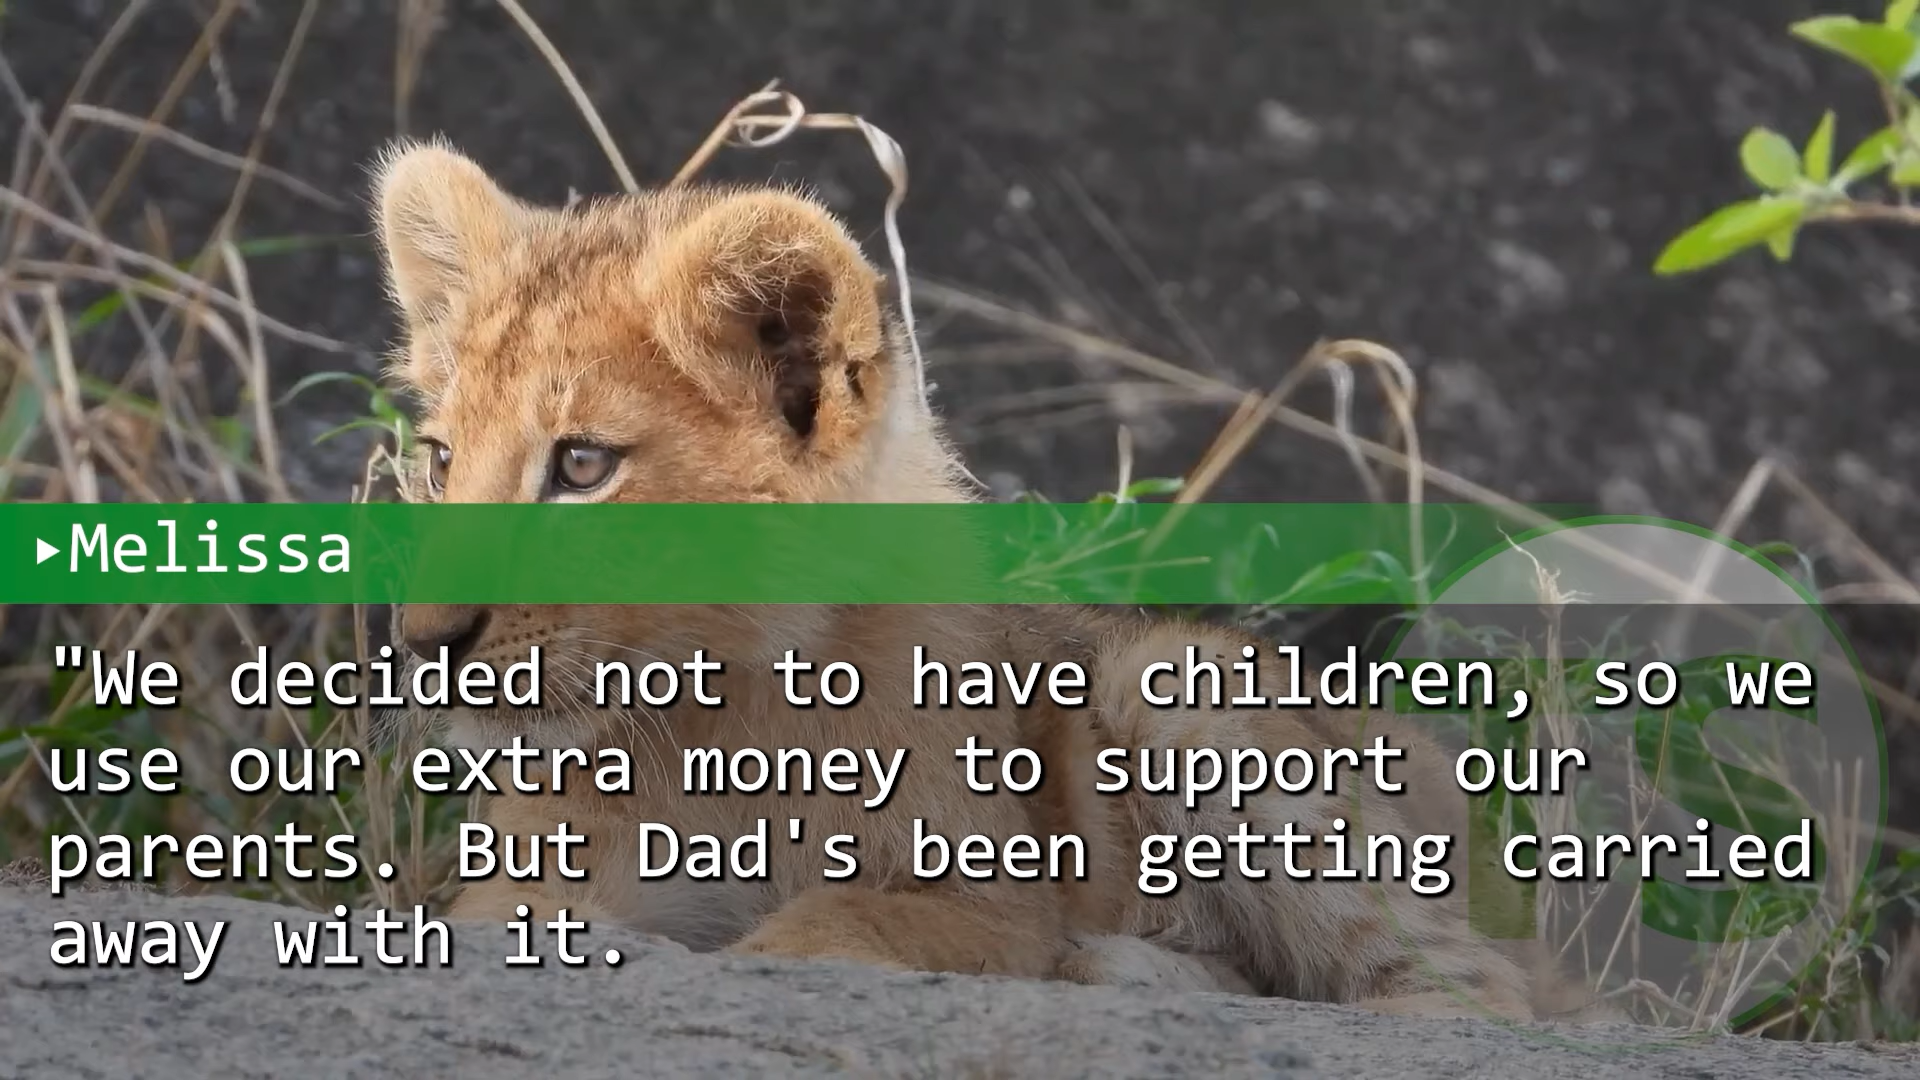 ▸Melissa
"We decided not to have children, so we
use our extra money to support our
parents. But Dad's been getting carried
away with it.
TS